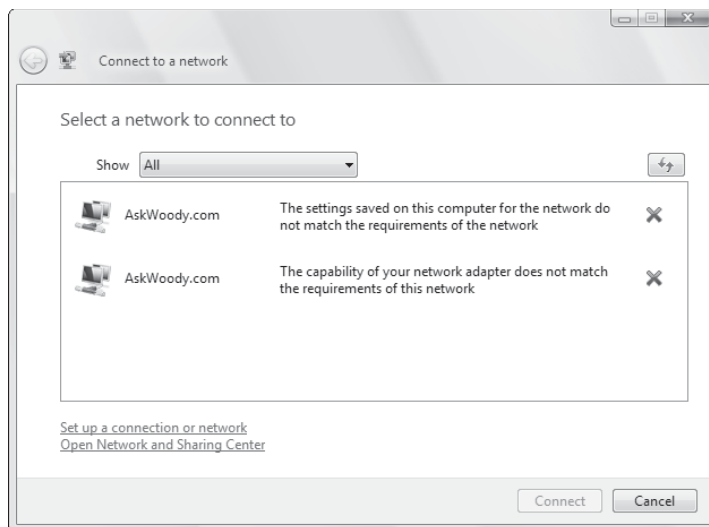 Connect to a network
Select a network to connect to
Show All
AskWoody.com
The settings saved on this computer for the network do
not match the requirements of the network
AskWoody.com
The capability of your network adapter does not match
the requirements of this network
Set up a connection or network
Open Network and Sharing Center
Connect Cancel